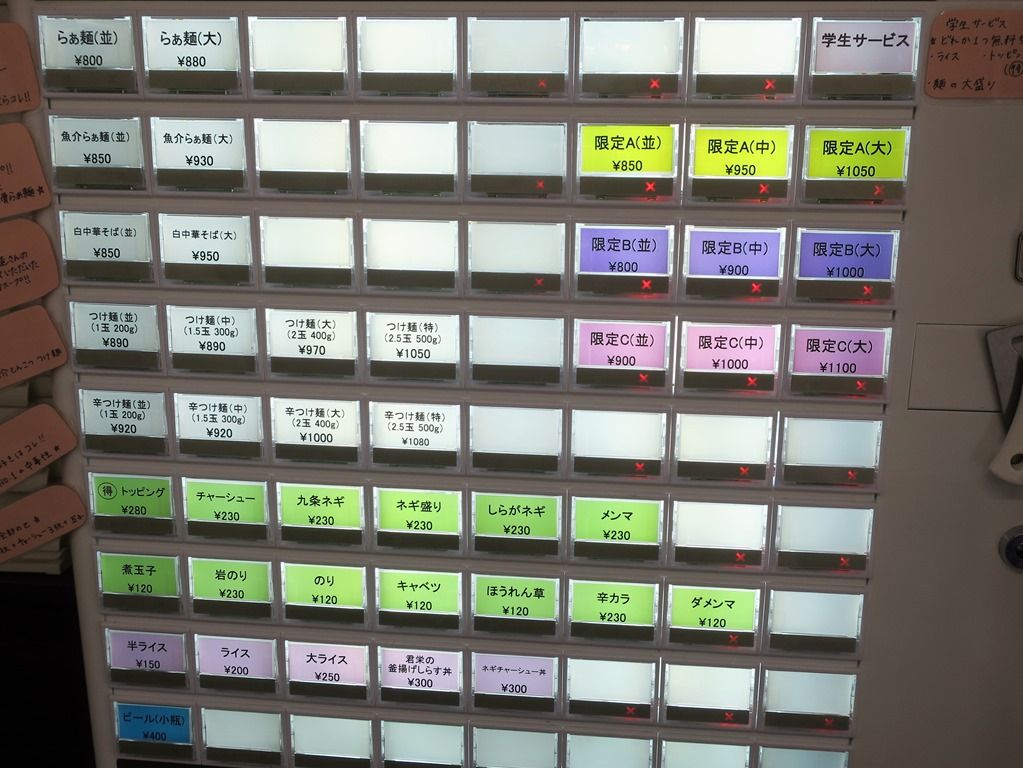 らぁ麺(並)
¥800
らぁ麺(大)
¥880
学生サービス
魚介らぁ麺(並)
¥850
魚介らぁ麺(大)
¥930
限定A(並)
¥850
限定A(中)
¥950
限定A(大)
¥1050
白中華そば(並)
¥850
白中華そば(大)
¥950
限定B(並)
¥800
限定B(中)
¥900
限定B(大)
¥1000
つけ麺(並)
(1玉 200g)
¥890
つけ麺(中)
(1.5玉 300g)
¥890
つけ麺(大)
(2玉 400g)
¥970
つけ麺(特)
(2.5玉 500g)
¥1050
限定C(並)
¥900
限定C(中)
¥1000
限定C(大)
¥1100
辛つけ麺(並)
(1玉 200g)
¥920
辛つけ麺(中)
(1.5玉 300g)
¥920
辛つけ麺(大)
(2玉 400g)
¥1000
辛つけ麺(特)
(2.5玉 500g)
¥1080
得 トッピング
¥280
チャーシュー
¥230
九条ネギ
¥230
ネギ盛り
¥230
しらがネギ
¥230
メンマ
¥230
煮玉子
¥120
岩のり
¥230
のり
¥120
キャベツ
¥120
ほうれん草
¥120
辛カラ
¥230
ダメンマ
¥120
半ライス
¥150
ライス
¥200
大ライス
¥250
君栄の
釜揚げしらす丼
¥300
ネギチャーシュー丼
¥300
ビール(小瓶)
¥400
学生サービス
★どれか1つ無料
・ライス ・トッピ
・麺の大盛り